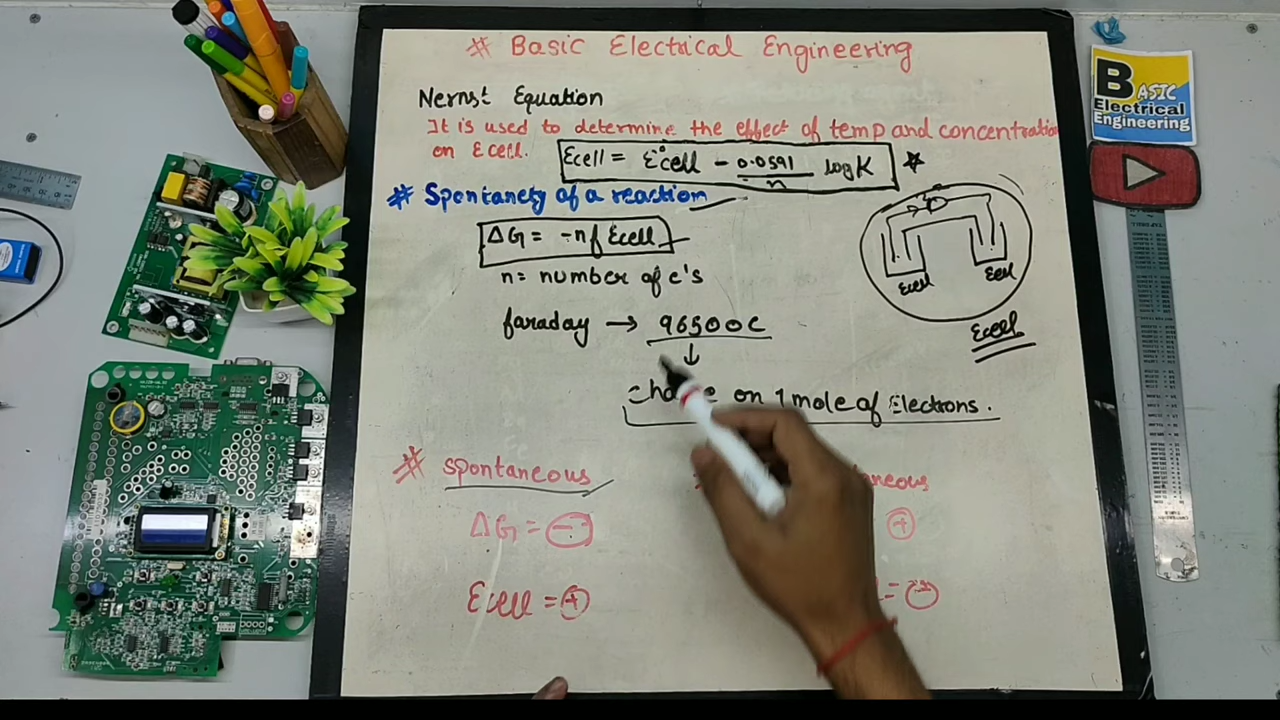 # Basic Electrical Engineering
Nernst Equation
It is used to determine the effect of temp and concentration
on Ecell.
Ecell = E°cell - 0.0591/n log K
# Spontanety of a reaction
ΔG = -nf Ecell
n = number of e's
faraday → 96500C
↓
on 1 mole of Electrons.
Ecell
Ecell
Ecell
# spontaneous
ΔG = -
Ecell = +
+
BASIC
Electrical
Engineering